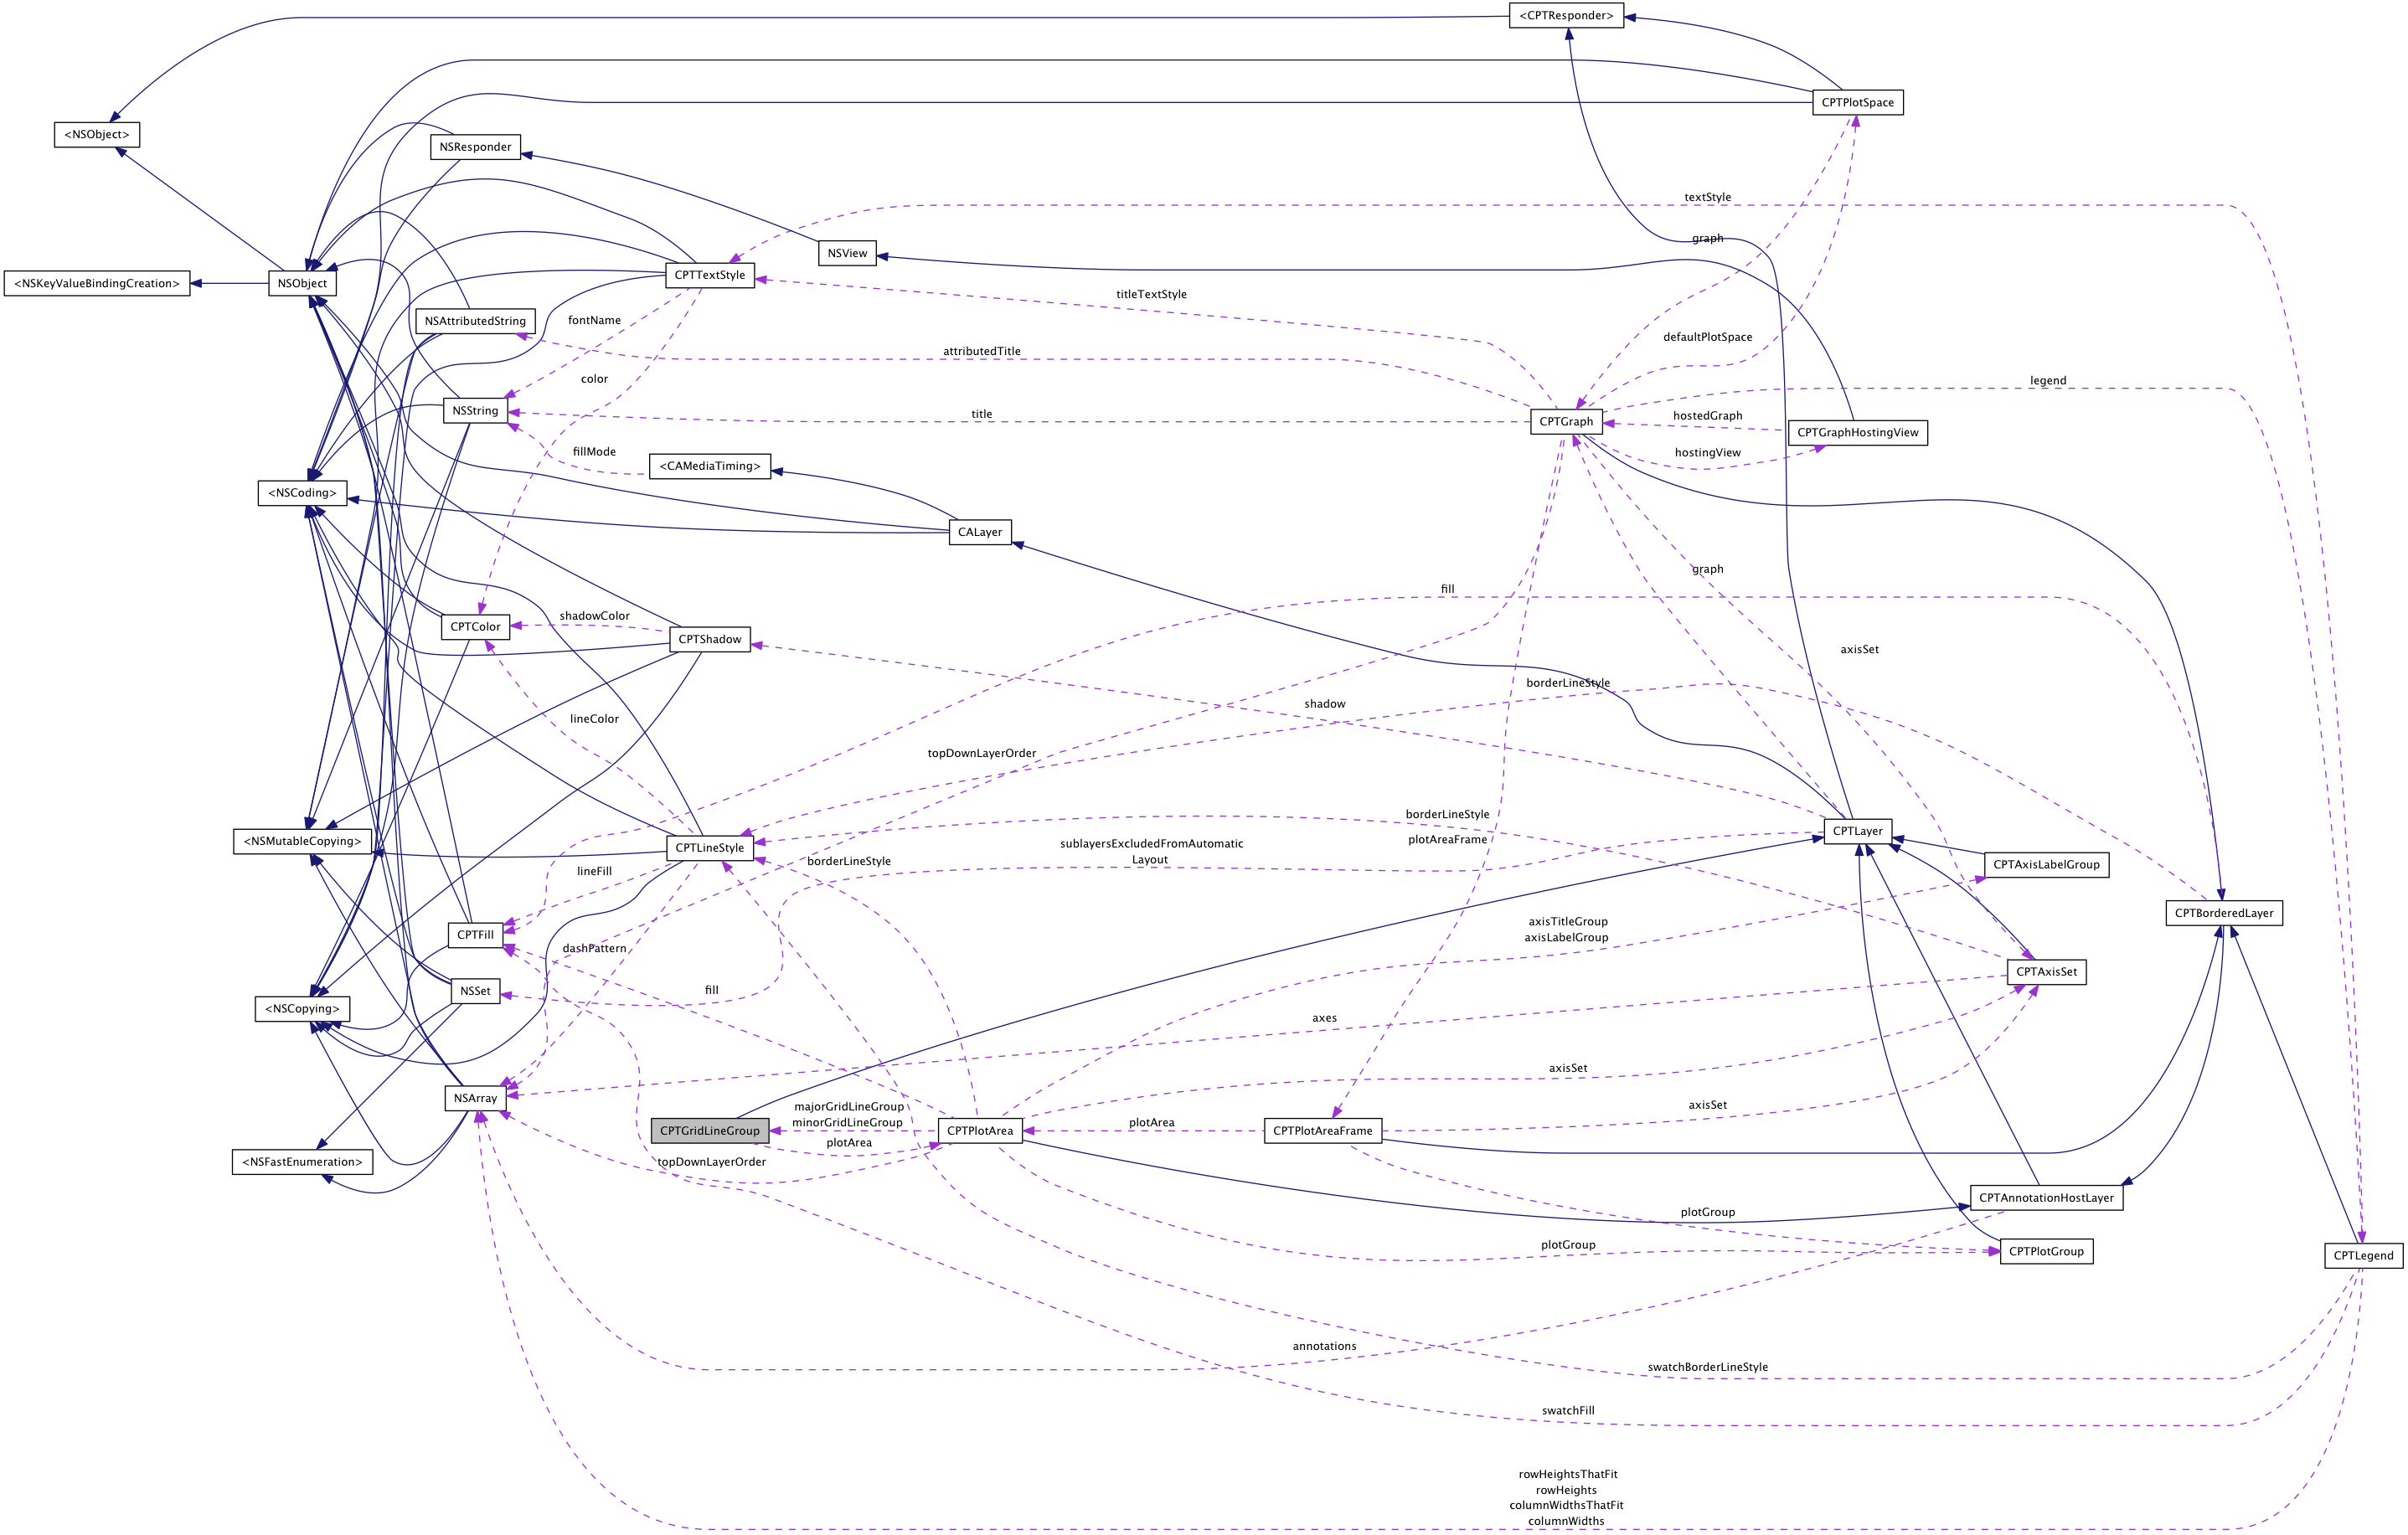 <CPTResponder>
CPTPlotSpace
<NSObject>
NSResponder
textStyle
graph
NSView
CPTTextStyle
<NSKeyValueBindingCreation>
NSObject
titleTextStyle
NSAttributedString
fontName
defaultPlotSpace
attributedTitle
color
legend
NSString
title
hostedGraph
CPTGraph
CPTGraphHostingView
fillMode
hostingView
<CAMediaTiming>
<NSCoding>
CALayer
graph
fill
shadowColor
CPTColor
CPTShadow
axisSet
borderLineStyle
shadow
lineColor
topDownLayerOrder
borderLineStyle
CPTLayer
<NSMutableCopying>
plotAreaFrame
CPTLineStyle
sublayersExcludedFromAutomatic
Layout
borderLineStyle
CPTAxisLabelGroup
lineFill
CPTBorderedLayer
axisTitleGroup
axisLabelGroup
CPTFill
dashPattern
CPTAxisSet
NSSet
fill
<NSCopying>
axes
axisSet
NSArray
majorGridLineGroup
minorGridLineGroup
axisSet
CPTGridLineGroup
plotArea
CPTPlotArea
plotArea
CPTPlotAreaFrame
<NSFastEnumeration>
topDownLayerOrder
CPTAnnotationHostLayer
plotGroup
plotGroup
CPTPlotGroup
CPTLegend
annotations
swatchBorderLineStyle
swatchFill
rowHeightsThatFit
rowHeights
columnWidthsThatFit
columnWidths